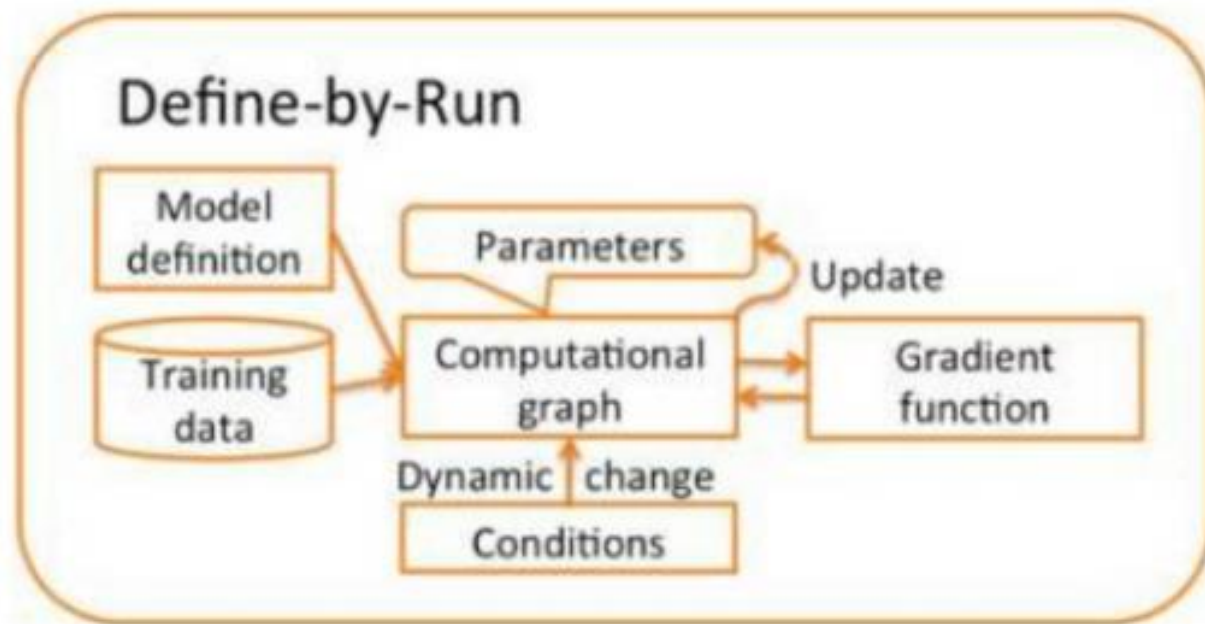 Define-by-Run
Model
definition
Parameters
Update
Training
data
Computational
graph
Gradient
function
Dynamic change
Conditions